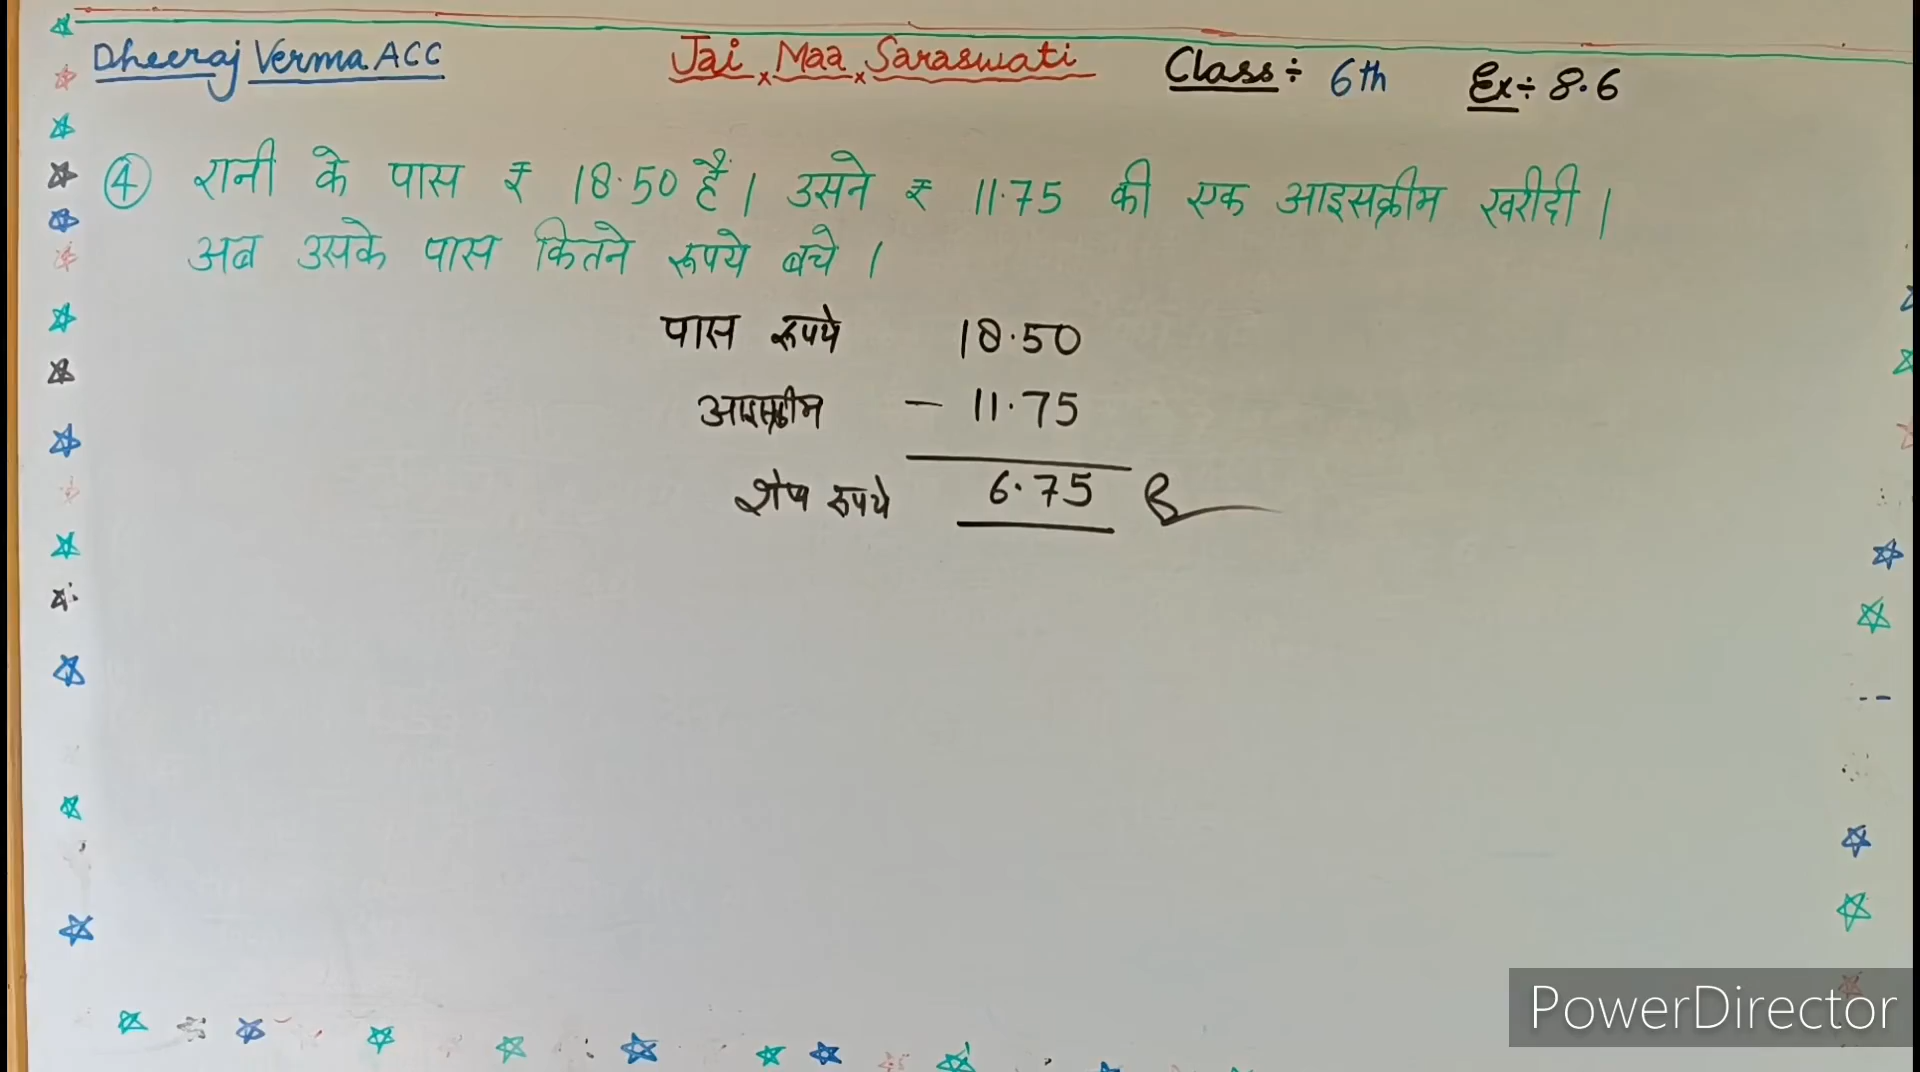 Dheeraj Verma ACC Jai Maa Saraswati Class÷ 6th Ex÷ 8.6
④ रानी के पास ₹ 18.50 है। उसने ₹ 11.75 की एक आइसक्रीम खरीदी।
अब उसके पास कितने रूपये बचे।
पास रूपये 18.50
आइसक्रीम - 11.75
शेष रूपये 6.75
PowerDirector